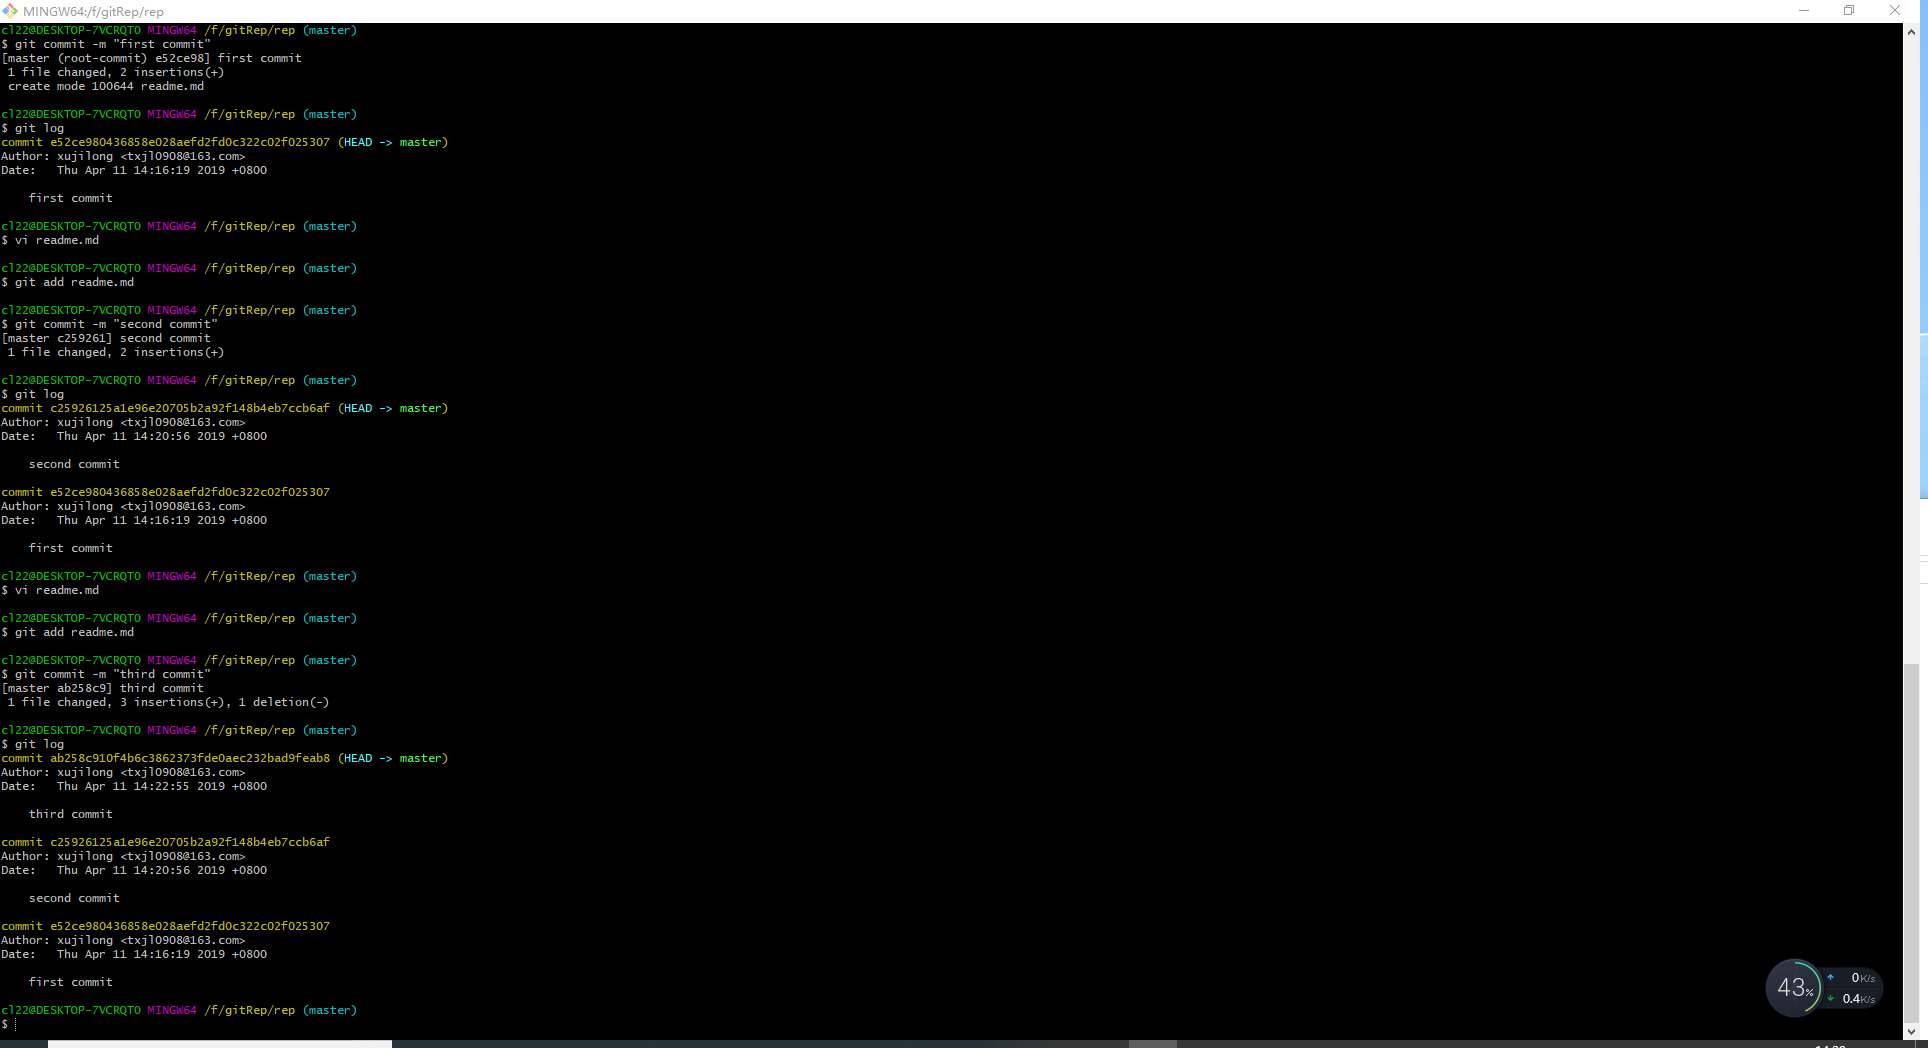 MINGW64:/f/gitRep/rep
cl22@DESKTOP-7VCRQTO MINGW64 /f/gitRep/rep (master)
$ git commit -m "first commit"
[master (root-commit) e52ce98] first commit
 1 file changed, 2 insertions(+)
 create mode 100644 readme.md

cl22@DESKTOP-7VCRQTO MINGW64 /f/gitRep/rep (master)
$ git log
commit e52ce980436858e028aefd2fd0c322c02f025307 (HEAD -> master)
Author: xujilong <txjl0908@163.com>
Date:   Thu Apr 11 14:16:19 2019 +0800

    first commit

cl22@DESKTOP-7VCRQTO MINGW64 /f/gitRep/rep (master)
$ vi readme.md

cl22@DESKTOP-7VCRQTO MINGW64 /f/gitRep/rep (master)
$ git add readme.md

cl22@DESKTOP-7VCRQTO MINGW64 /f/gitRep/rep (master)
$ git commit -m "second commit"
[master c259261] second commit
 1 file changed, 2 insertions(+)

cl22@DESKTOP-7VCRQTO MINGW64 /f/gitRep/rep (master)
$ git log
commit c25926125a1e96e20705b2a92f148b4eb7ccb6af (HEAD -> master)
Author: xujilong <txjl0908@163.com>
Date:   Thu Apr 11 14:20:56 2019 +0800

    second commit

commit e52ce980436858e028aefd2fd0c322c02f025307
Author: xujilong <txjl0908@163.com>
Date:   Thu Apr 11 14:16:19 2019 +0800

    first commit

cl22@DESKTOP-7VCRQTO MINGW64 /f/gitRep/rep (master)
$ vi readme.md

cl22@DESKTOP-7VCRQTO MINGW64 /f/gitRep/rep (master)
$ git add readme.md

cl22@DESKTOP-7VCRQTO MINGW64 /f/gitRep/rep (master)
$ git commit -m "third commit"
[master ab258c9] third commit
 1 file changed, 3 insertions(+), 1 deletion(-)

cl22@DESKTOP-7VCRQTO MINGW64 /f/gitRep/rep (master)
$ git log
commit ab258c910f4b6c3862373fde0aec232bad9feab8 (HEAD -> master)
Author: xujilong <txjl0908@163.com>
Date:   Thu Apr 11 14:22:55 2019 +0800

    third commit

commit c25926125a1e96e20705b2a92f148b4eb7ccb6af
Author: xujilong <txjl0908@163.com>
Date:   Thu Apr 11 14:20:56 2019 +0800

    second commit

commit e52ce980436858e028aefd2fd0c322c02f025307
Author: xujilong <txjl0908@163.com>
Date:   Thu Apr 11 14:16:19 2019 +0800

    first commit

cl22@DESKTOP-7VCRQTO MINGW64 /f/gitRep/rep (master)
$
43%
0K/s
0.4K/s